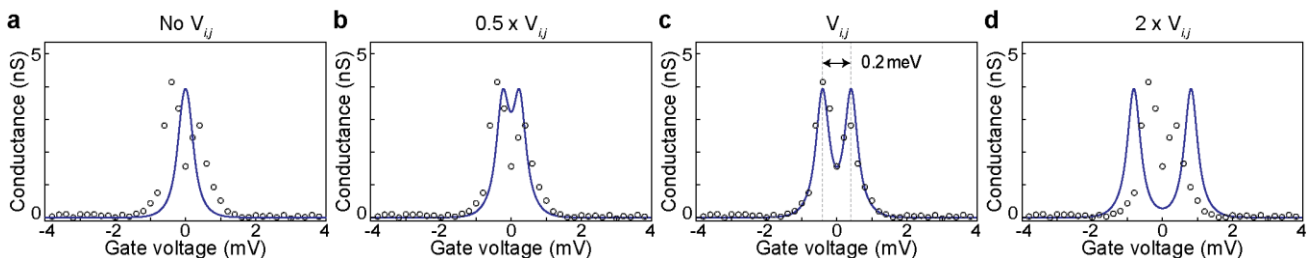 a No V_{i,j}
Conductance (nS)
5
0
-4 -2 0 2 4
Gate voltage (mV)
b 0.5 x V_{i,j}
Conductance (nS)
5
0
-4 -2 0 2 4
Gate voltage (mV)
c V_{i,j}
0.2meV
Conductance (nS)
5
0
-4 -2 0 2 4
Gate voltage (mV)
d 2 x V_{i,j}
Conductance (nS)
5
0
-4 -2 0 2 4
Gate voltage (mV)